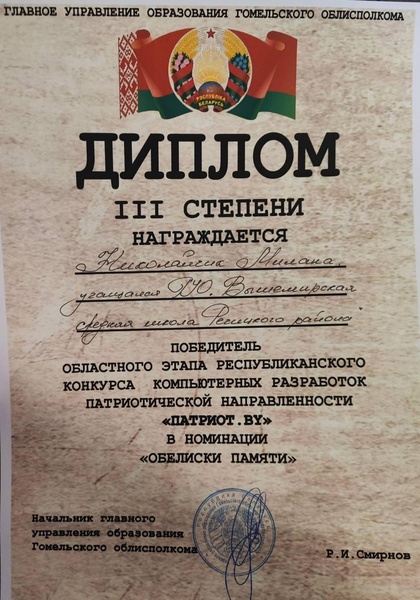 ГЛАВНОЕ УПРАВЛЕНИЕ ОБРАЗОВАНИЯ ГОМЕЛЬСКОГО ОБЛИСПОЛКОМА
РЭСПУБЛІКА
БЕЛАРУСЬ
ДИПЛОМ
III СТЕПЕНИ
НАГРАЖДАЕТСЯ
Николайчик Милана,
учащаяся ГУО "Вышемирская
средняя школа Речицкого района"
ПОБЕДИТЕЛЬ
ОБЛАСТНОГО ЭТАПА РЕСПУБЛИКАНСКОГО
КОНКУРСА КОМПЬЮТЕРНЫХ РАЗРАБОТОК
ПАТРИОТИЧЕСКОЙ НАПРАВЛЕННОСТИ
«ПАТРИОТ.BY»
В НОМИНАЦИИ
«ОБЕЛИСКИ ПАМЯТИ»
Начальник главного
управления образования
Гомельского облисполкома
Р.И.Смирнов